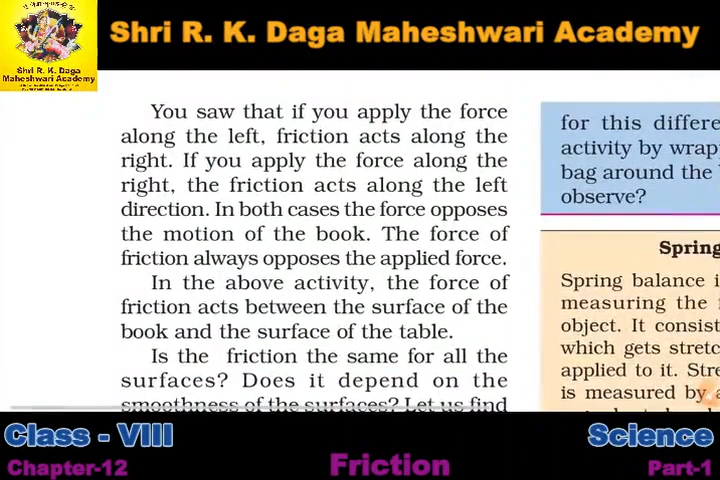 Shri R. K. Daga Maheshwari Academy
Shri R. K. Daga
Maheshwari Academy
You saw that if you apply the force
along the left, friction acts along the
right. If you apply the force along the
right, the friction acts along the left
direction. In both cases the force opposes
the motion of the book. The force of
friction always opposes the applied force.
In the above activity, the force of
friction acts between the surface of the
book and the surface of the table.
Is the friction the same for all the
surfaces? Does it depend on the
smoothness of the surfaces? Let us find
for this differe
activity by wrap
bag around the
observe?
Spring
Spring balance i
measuring the
object. It consist
which gets stretc
applied to it. Stre
is measured by a
Class - VIII
Science
Chapter-12
Friction
Part-1